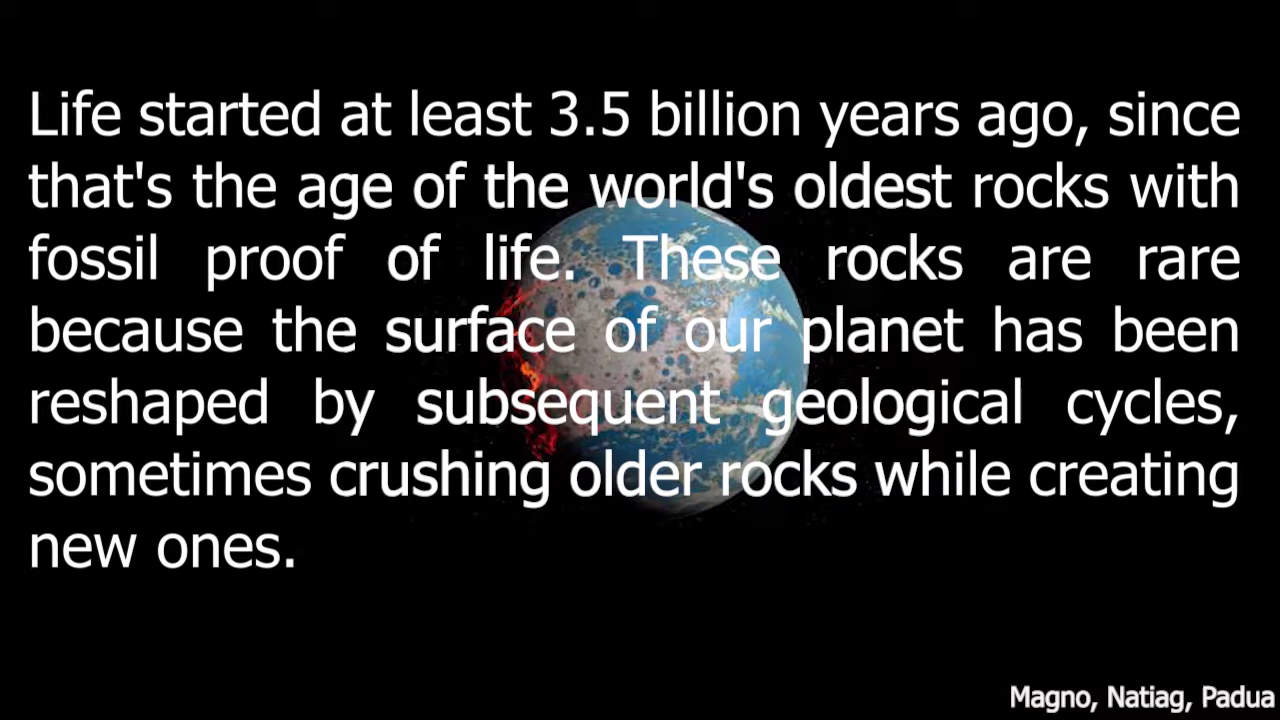 Life started at least 3.5 billion years ago, since
that's the age of the world's oldest rocks with
fossil proof of life. These rocks are rare
because the surface of our planet has been
reshaped by subsequent geological cycles,
sometimes crushing older rocks while creating
new ones.
Magno, Natiag, Padua